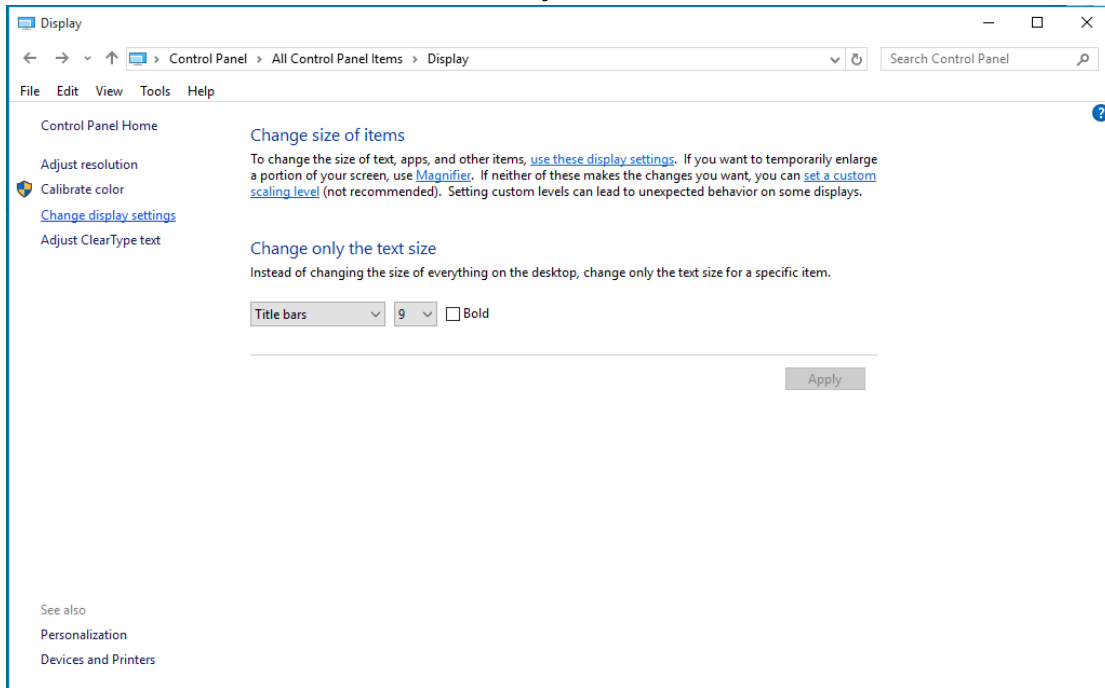 Display
Control Panel > All Control Panel Items > Display
Search Control Panel
File Edit View Tools Help
Control Panel Home
Adjust resolution
Calibrate color
Change display settings
Adjust ClearType text
Change size of items
To change the size of text, apps, and other items, use these display settings. If you want to temporarily enlarge
a portion of your screen, use Magnifier. If neither of these makes the changes you want, you can set a custom
scaling level (not recommended). Setting custom levels can lead to unexpected behavior on some displays.
Change only the text size
Instead of changing the size of everything on the desktop, change only the text size for a specific item.
Title bars 9 Bold
Apply
See also
Personalization
Devices and Printers